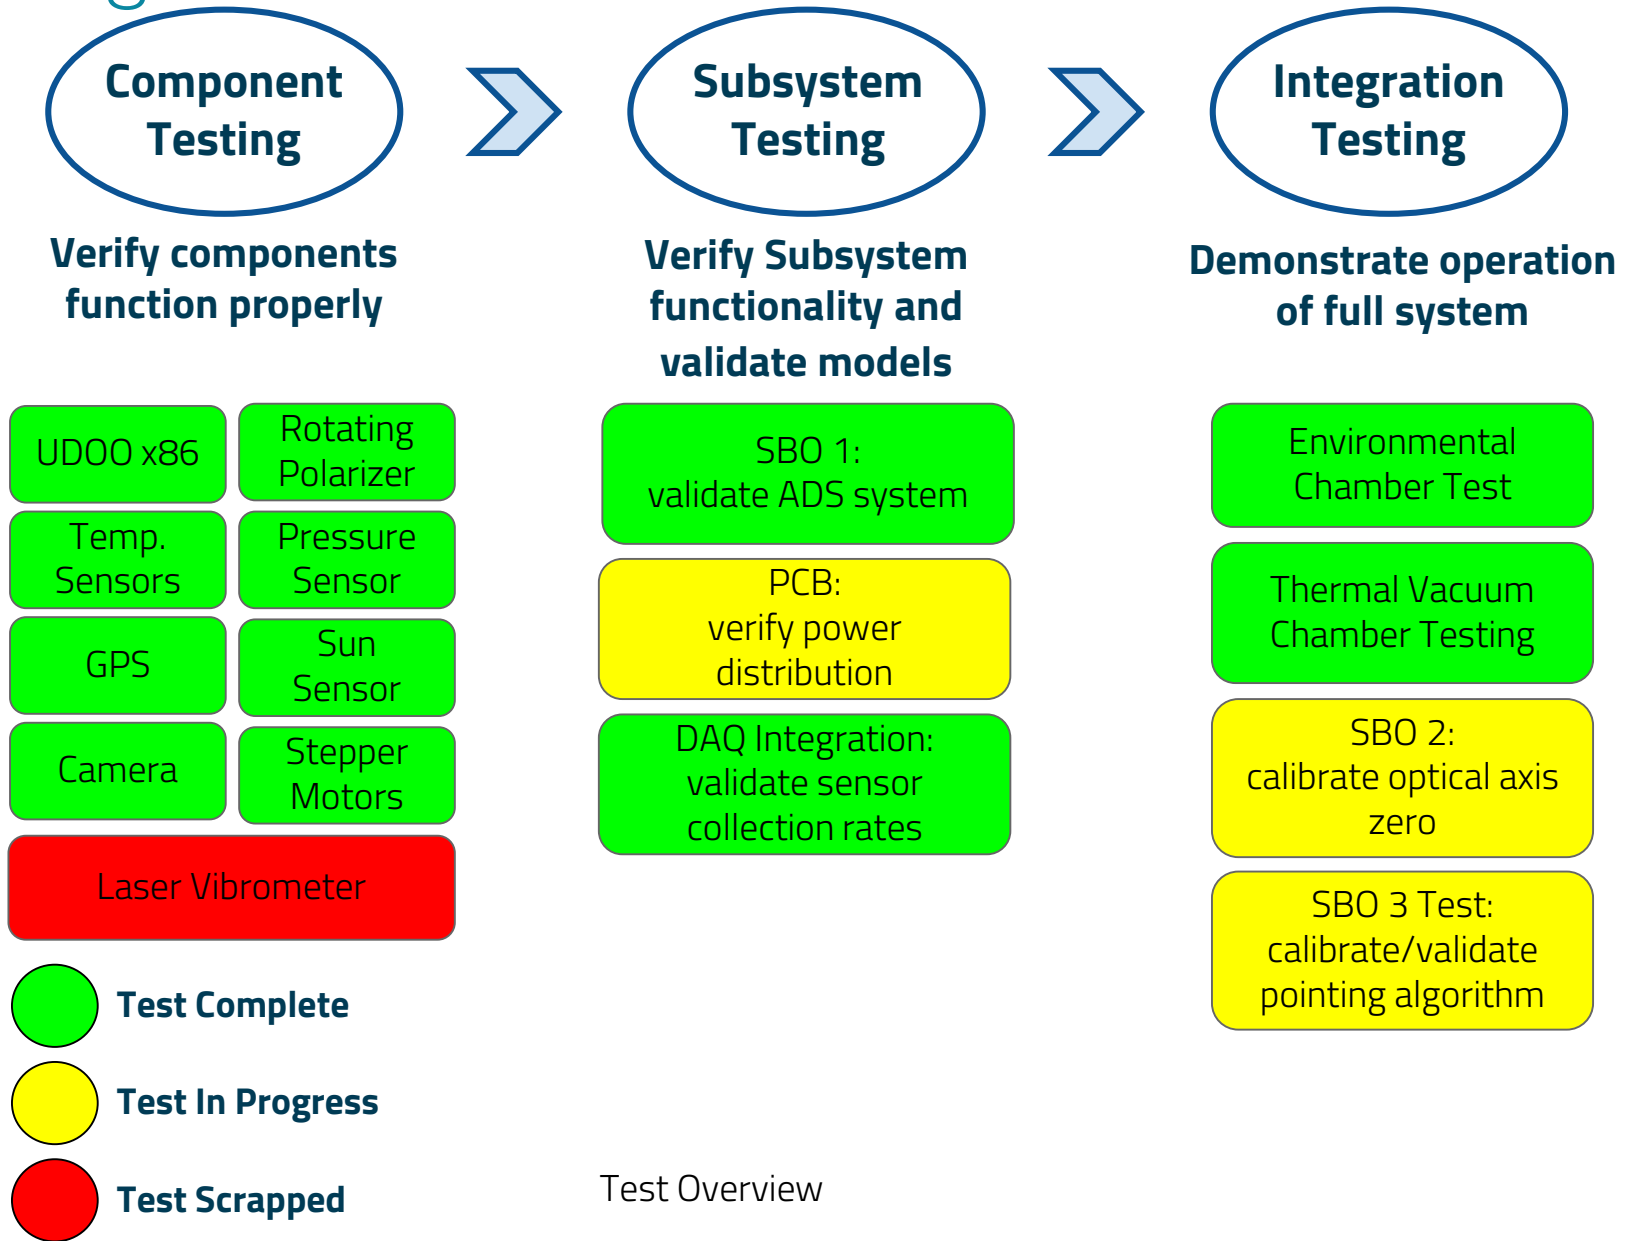 Component
Testing
Subsystem
Testing
Integration
Testing
Verify components
function properly
Verify Subsystem
functionality and
validate models
Demonstrate operation
of full system
UDOO x86
Rotating
Polarizer
Temp.
Sensors
Pressure
Sensor
GPS
Sun
Sensor
Camera
Stepper
Motors
Laser Vibrometer
SBO 1:
validate ADS system
PCB:
verify power
distribution
DAQ Integration:
validate sensor
collection rates
Environmental
Chamber Test
Thermal Vacuum
Chamber Testing
SBO 2:
calibrate optical axis
zero
SBO 3 Test:
calibrate/validate
pointing algorithm
Test Complete
Test In Progress
Test Scrapped
Test Overview